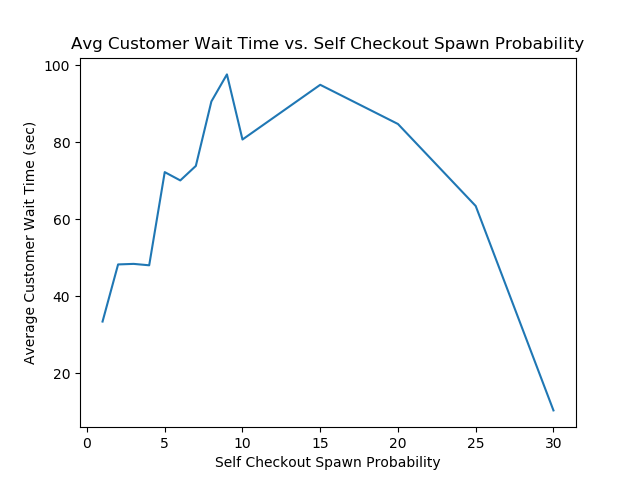 Avg Customer Wait Time vs. Self Checkout Spawn Probability
100
80
60
40
20
Average Customer Wait Time (sec)
0 5 10 15 20 25 30
Self Checkout Spawn Probability